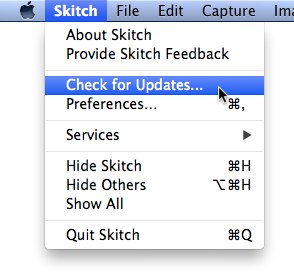 Skitch File Edit Capture
About Skitch
Provide Skitch Feedback
Check for Updates...
Preferences... ⌘,
Services ▶
Hide Skitch ⌘H
Hide Others ⌥⌘H
Show All
Quit Skitch ⌘Q